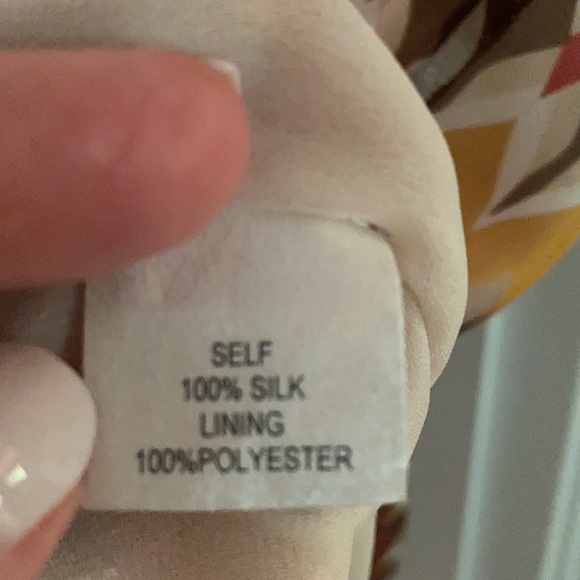 SELF
100% SILK
LINING
100%POLYESTER